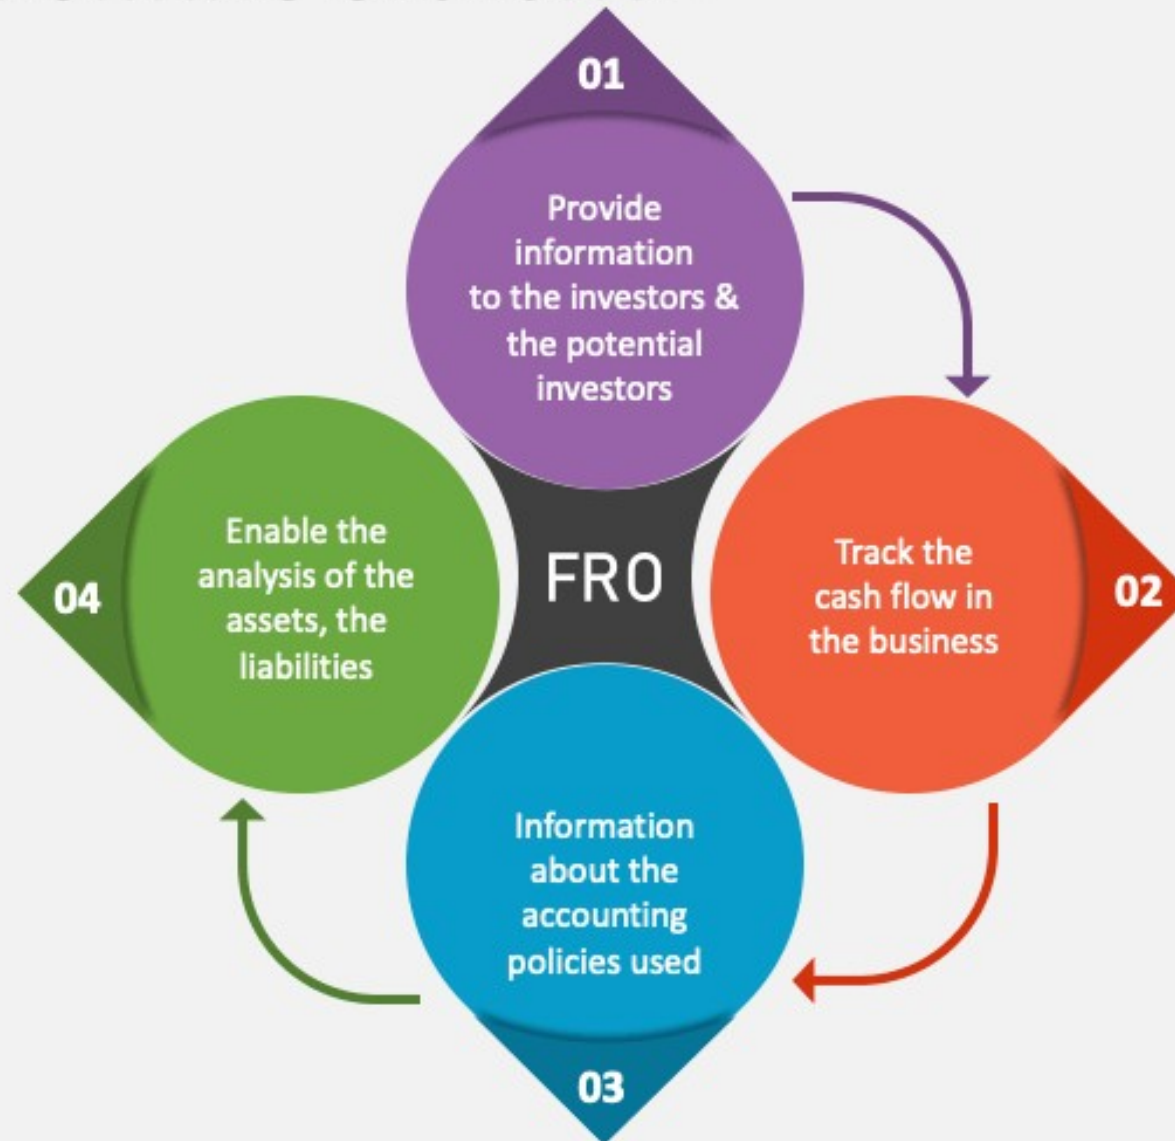 01
Provide
information
to the investors &
the potential
investors
Enable the
analysis of the
assets, the
liabilities
04
FRO
Track the
cash flow in
the business
02
Information
about the
accounting
policies used
03